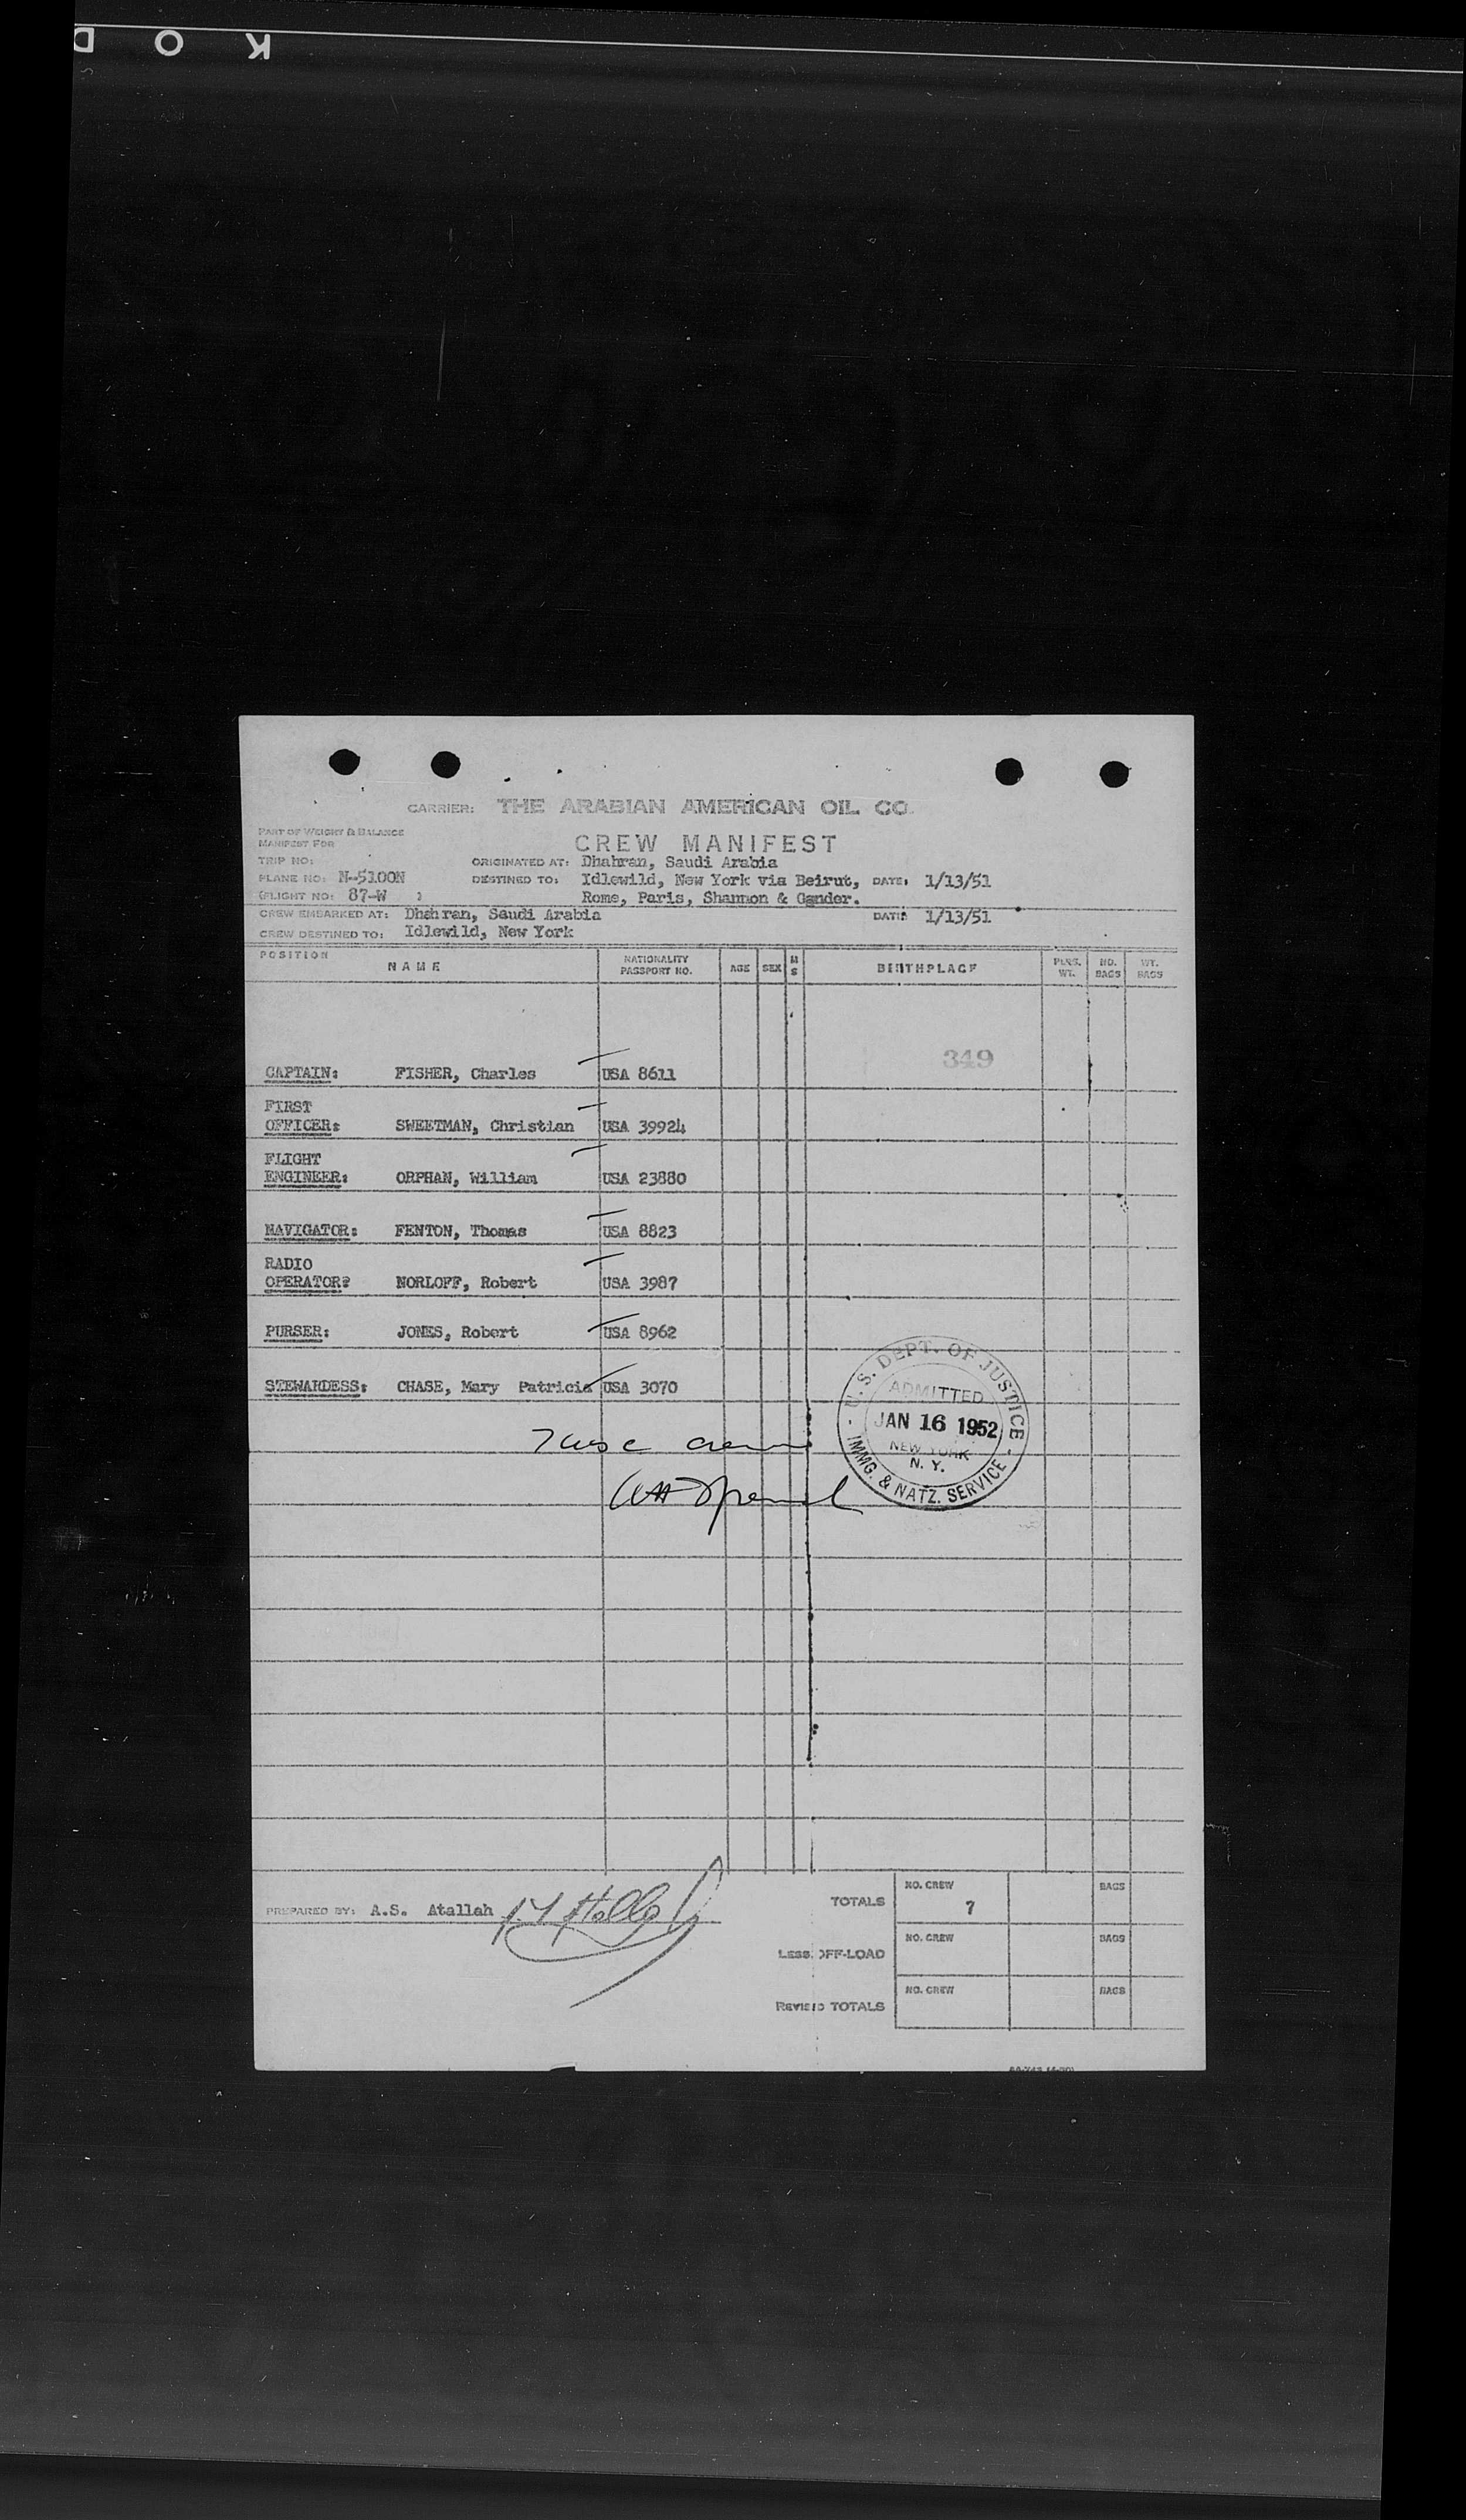 K O D
CARRIER: THE ARABIAN AMERICAN OIL CO.
PART OF WEIGHT & BALANCE
MANIFEST FOR
CREW MANIFEST
TRIP NO: ORIGINATED AT: Dhahran, Saudi Arabia
PLANE NO: N-5100N DESTINED TO: Idlewild, New York via Beirut, DATE: 1/13/51
(FLIGHT NO: 87-W ) Rome, Paris, Shannon & Gander.
CREW EMBARKED AT: Dhahran, Saudi Arabia DATE: 1/13/51
CREW DESTINED TO: Idlewild, New York
POSITION NAME NATIONALITY PASSPORT NO. AGE SEX M S BIRTHPLACE PERS. WT. NO. BAGS WT. BAGS
349
CAPTAIN: FISHER, Charles USA 8611
FIRST
OFFICER: SWEETMAN, Christian USA 39924
FLIGHT
ENGINEER: ORPHAN, William USA 23880
NAVIGATOR: FENTON, Thomas USA 8823
RADIO
OPERATOR? NORLOFF, Robert USA 3987
PURSER: JONES, Robert USA 8962
STEWARDESS: CHASE, Mary Patricia USA 3070
U. S. DEPT. OF JUSTICE
ADMITTED
JAN 16 1952
NEW YORK
N. Y.
IMMG. & NATZ. SERVICE
crew
PREPARED BY: A.S. Atallah
TOTALS NO. CREW 7 BAGS
LESS OFF-LOAD NO. CREW BAGS
REVISED TOTALS NO. CREW BAGS